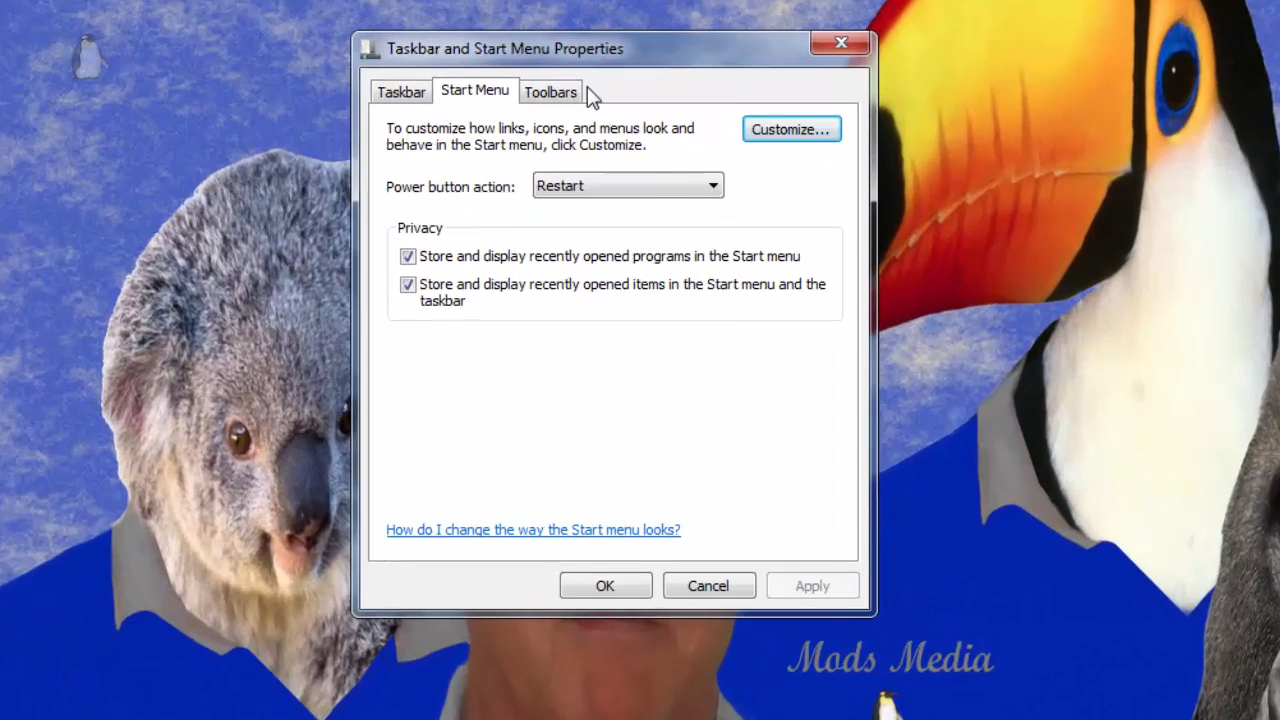 Taskbar and Start Menu Properties
Taskbar
Start Menu
Toolbars
To customize how links, icons, and menus look and
behave in the Start menu, click Customize.
Customize...
Power button action:
Restart
Privacy
Store and display recently opened programs in the Start menu
Store and display recently opened items in the Start menu and the
taskbar
How do I change the way the Start menu looks?
OK
Cancel
Apply
Mods Media